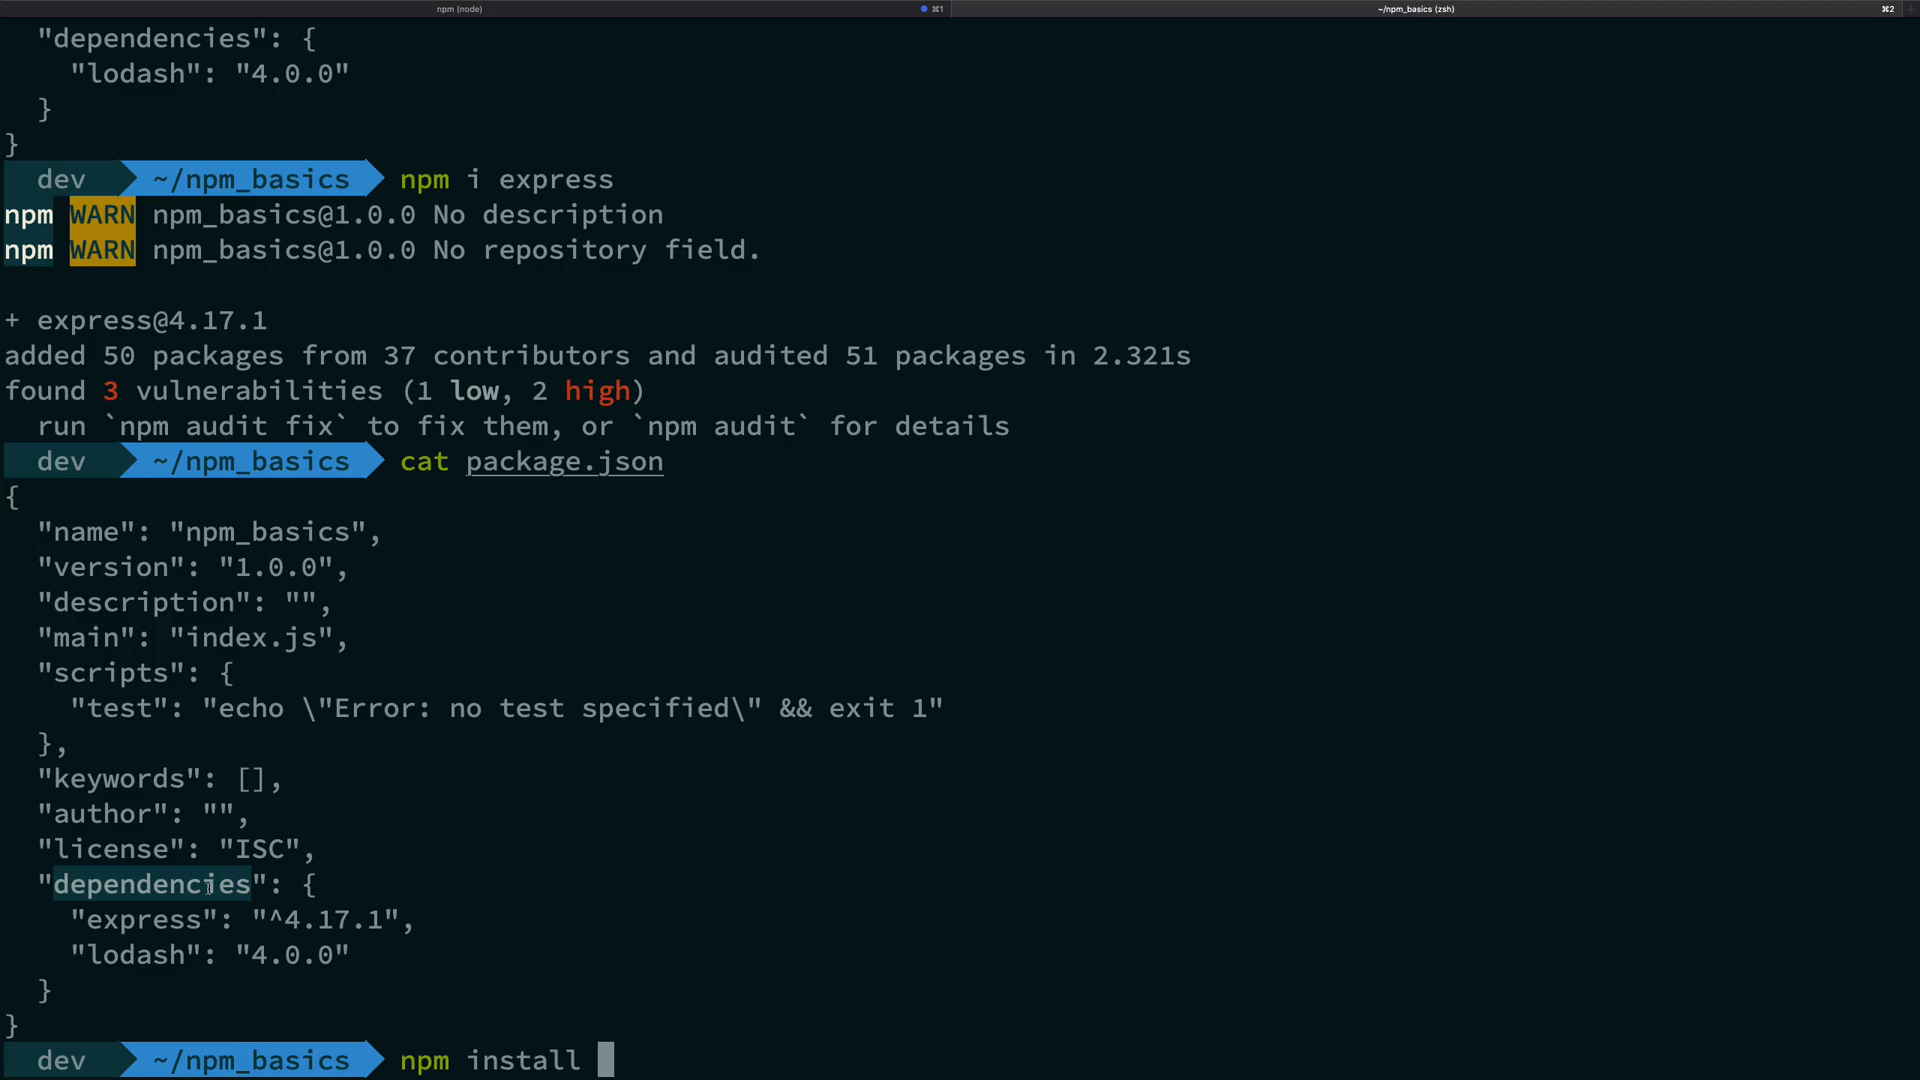 npm (node)
⌘1
~/npm_basics (zsh)
⌘2
"dependencies": {
"lodash": "4.0.0"
}
}
dev ~/npm_basics npm i express
npm WARN npm_basics@1.0.0 No description
npm WARN npm_basics@1.0.0 No repository field.
+ express@4.17.1
added 50 packages from 37 contributors and audited 51 packages in 2.321s
found 3 vulnerabilities (1 low, 2 high)
run `npm audit fix` to fix them, or `npm audit` for details
dev ~/npm_basics cat package.json
{
"name": "npm_basics",
"version": "1.0.0",
"description": "",
"main": "index.js",
"scripts": {
"test": "echo \"Error: no test specified\" && exit 1"
},
"keywords": [],
"author": "",
"license": "ISC",
"dependencies": {
"express": "^4.17.1",
"lodash": "4.0.0"
}
}
dev ~/npm_basics npm install